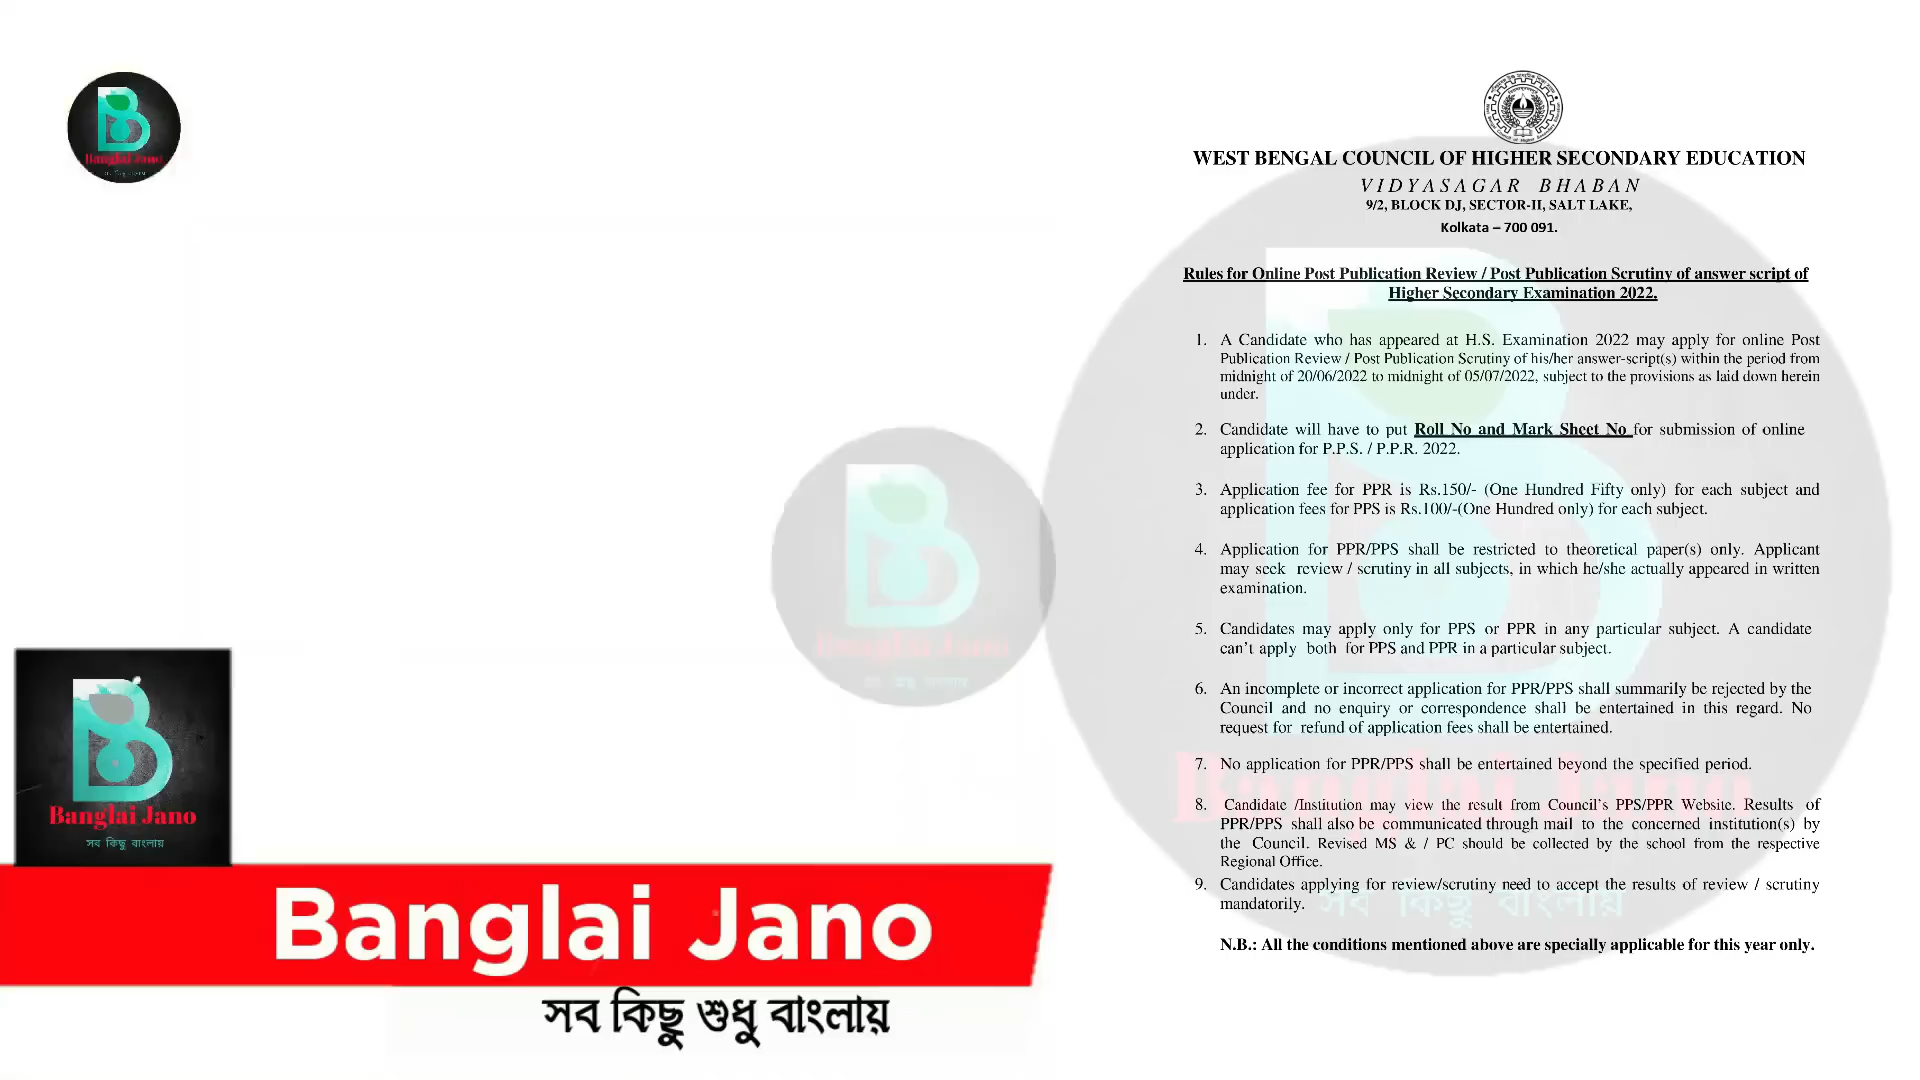 Banglai Jano
WEST BENGAL COUNCIL OF HIGHER SECONDARY EDUCATION
VIDYASAGAR BHABAN
9/2, BLOCK DJ, SECTOR-II, SALT LAKE,
Kolkata – 700 091.
Rules for Online Post Publication Review / Post Publication Scrutiny of answer script of
Higher Secondary Examination 2022.
1. A Candidate who has appeared at H.S. Examination 2022 may apply for online Post
Publication Review / Post Publication Scrutiny of his/her answer-script(s) within the period from
midnight of 20/06/2022 to midnight of 05/07/2022, subject to the provisions as laid down herein
under.
2. Candidate will have to put Roll No and Mark Sheet No for submission of online
application for P.P.S. / P.P.R. 2022.
3. Application fee for PPR is Rs.150/- (One Hundred Fifty only) for each subject and
application fees for PPS is Rs.100/-(One Hundred only) for each subject.
4. Application for PPR/PPS shall be restricted to theoretical paper(s) only. Applicant
may seek review / scrutiny in all subjects, in which he/she actually appeared in written
examination.
5. Candidates may apply only for PPS or PPR in any particular subject. A candidate
can’t apply both for PPS and PPR in a particular subject.
6. An incomplete or incorrect application for PPR/PPS shall summarily be rejected by the
Council and no enquiry or correspondence shall be entertained in this regard. No
request for refund of application fees shall be entertained.
7. No application for PPR/PPS shall be entertained beyond the specified period.
8. Candidate /Institution may view the result from Council’s PPS/PPR Website. Results of
PPR/PPS shall also be communicated through mail to the concerned institution(s) by
the Council. Revised MS & / PC should be collected by the school from the respective
Regional Office.
9. Candidates applying for review/scrutiny need to accept the results of review / scrutiny
mandatorily.
N.B.: All the conditions mentioned above are specially applicable for this year only.
Banglai Jano
সব কিছু বাংলায়
Banglai Jano
সব কিছু বাংলায়
Banglai Jano
সব কিছু বাংলায়
Banglai Jano
সব কিছু শুধু বাংলায়